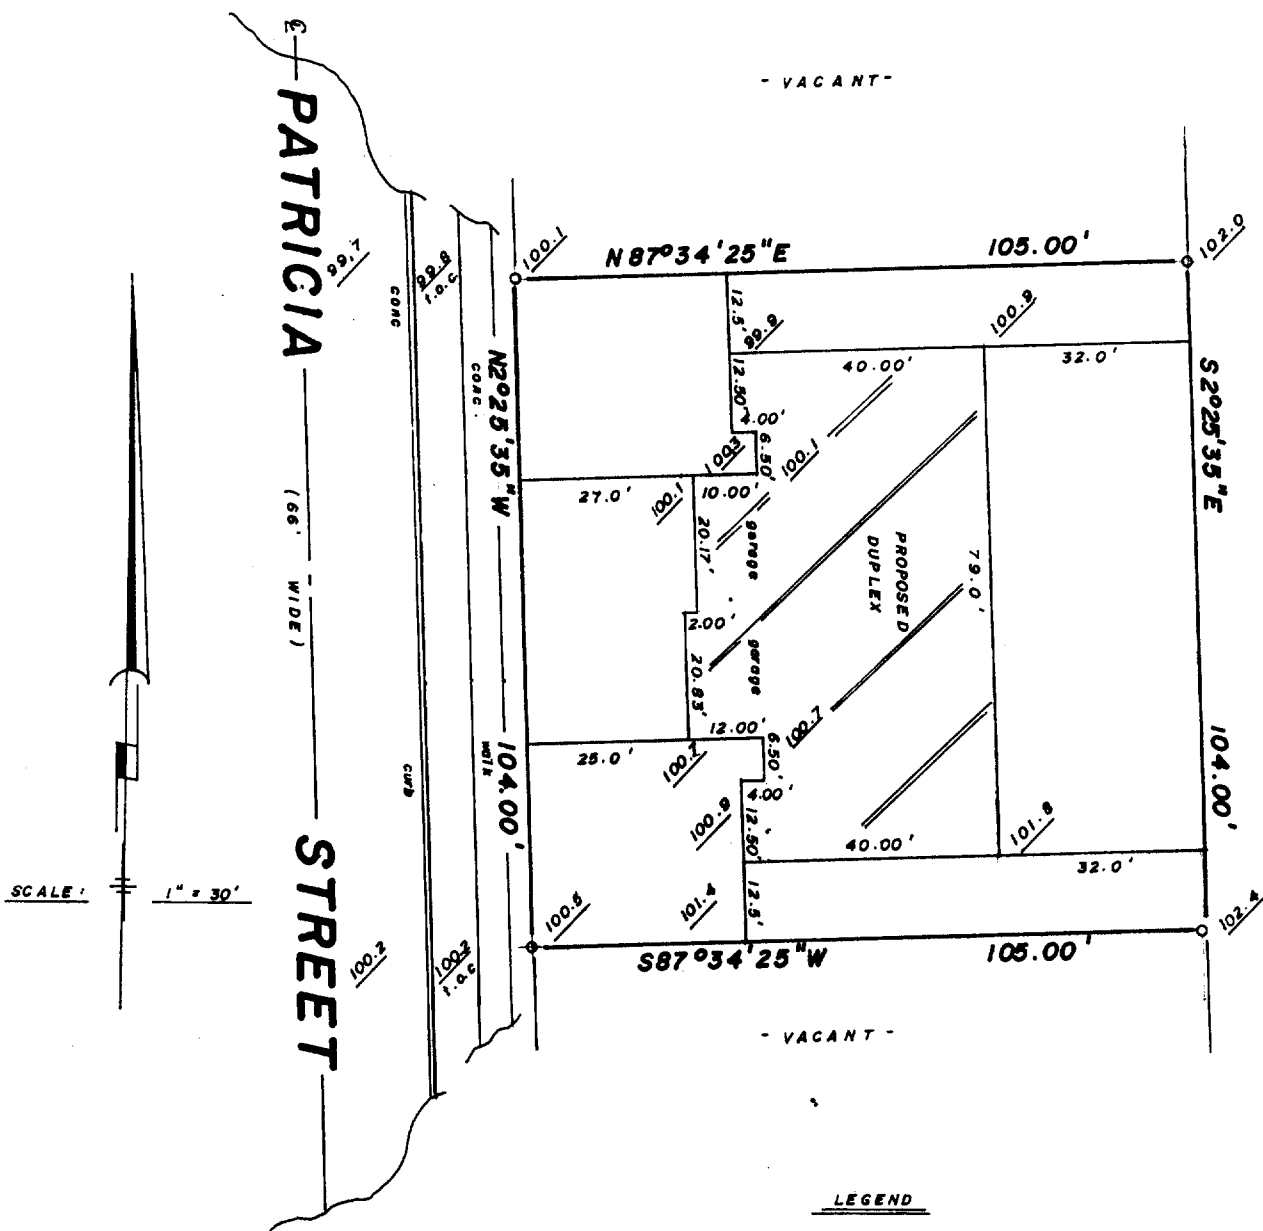 - VACANT -
℄
PATRICIA
(66' WIDE)
STREET
99.7
99.8
t.o.c.
CONC
CURB
100.2
100.2
t.o.c
CONC.
walk
N2°25'35"W
104.00'
100.1
N87°34'25"E
105.00'
102.0
12.5'
99.9
100.9
40.00'
32.0'
12.50'
4.00'
6.50'
100.3
100.1
27.0'
100.1
10.00'
20.17'
garage
PROPOSED
DUPLEX
79.0'
S2°25'35"E
104.00'
2.00'
20.83'
garage
12.00'
25.0'
6.50'
100.7
4.00'
100.9
12.50'
40.00'
101.8
32.0'
12.5'
101.4
100.5
S87°34'25"W
105.00'
102.4
SCALE: 1" = 30'
- VACANT -
LEGEND